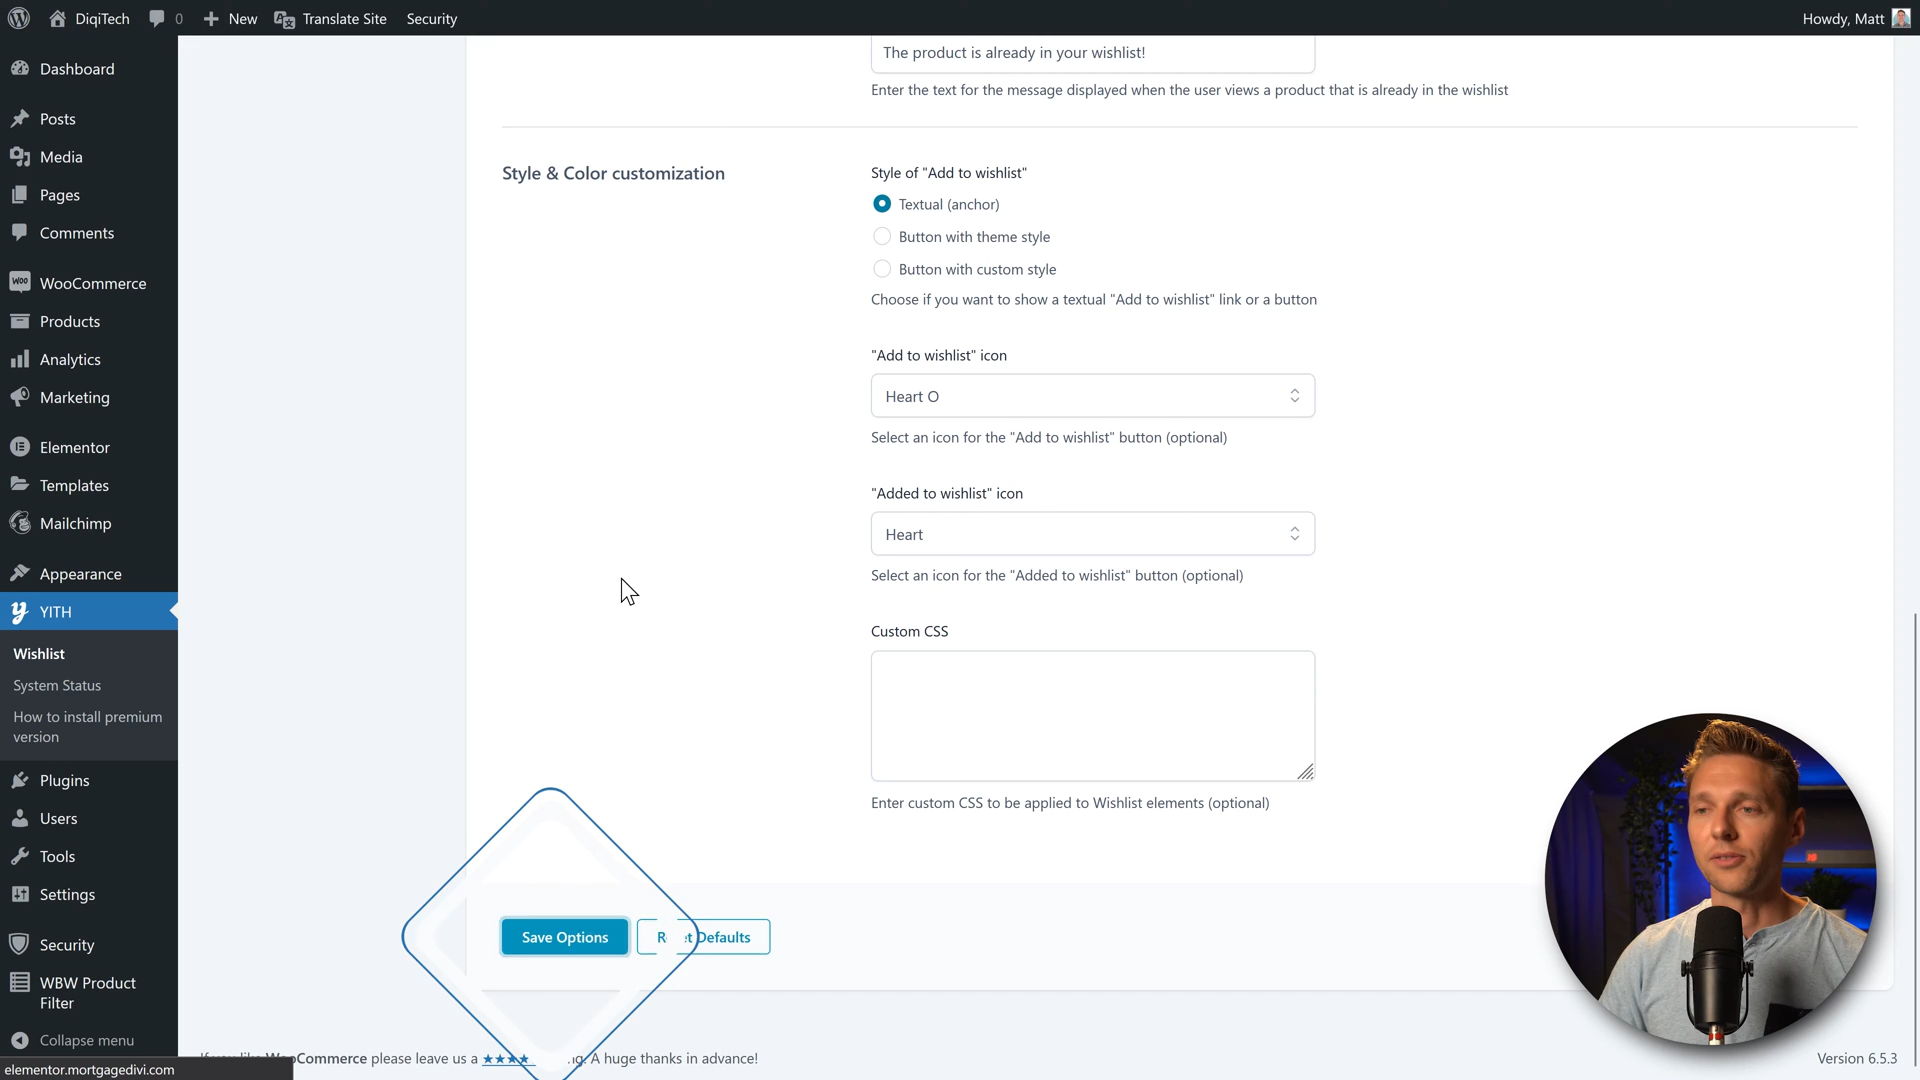 DiqiTech
0
New
Translate Site
Security
Howdy, Matt
Dashboard
Posts
Media
Pages
Comments
WooCommerce
Products
Analytics
Marketing
Elementor
Templates
Mailchimp
Appearance
YITH
Wishlist
System Status
How to install premium
version
Plugins
Users
Tools
Settings
Security
WBW Product
Filter
Collapse menu
elementor.mortgagedivi.com
The product is already in your wishlist!
Enter the text for the message displayed when the user views a product that is already in the wishlist
Style & Color customization
Style of "Add to wishlist"
Textual (anchor)
Button with theme style
Button with custom style
Choose if you want to show a textual "Add to wishlist" link or a button
"Add to wishlist" icon
Heart O
Select an icon for the "Add to wishlist" button (optional)
"Added to wishlist" icon
Heart
Select an icon for the "Added to wishlist" button (optional)
Custom CSS
Enter custom CSS to be applied to Wishlist elements (optional)
Save Options
Defaults
please leave us a ★★★★ A huge thanks in advance!
Version 6.5.3